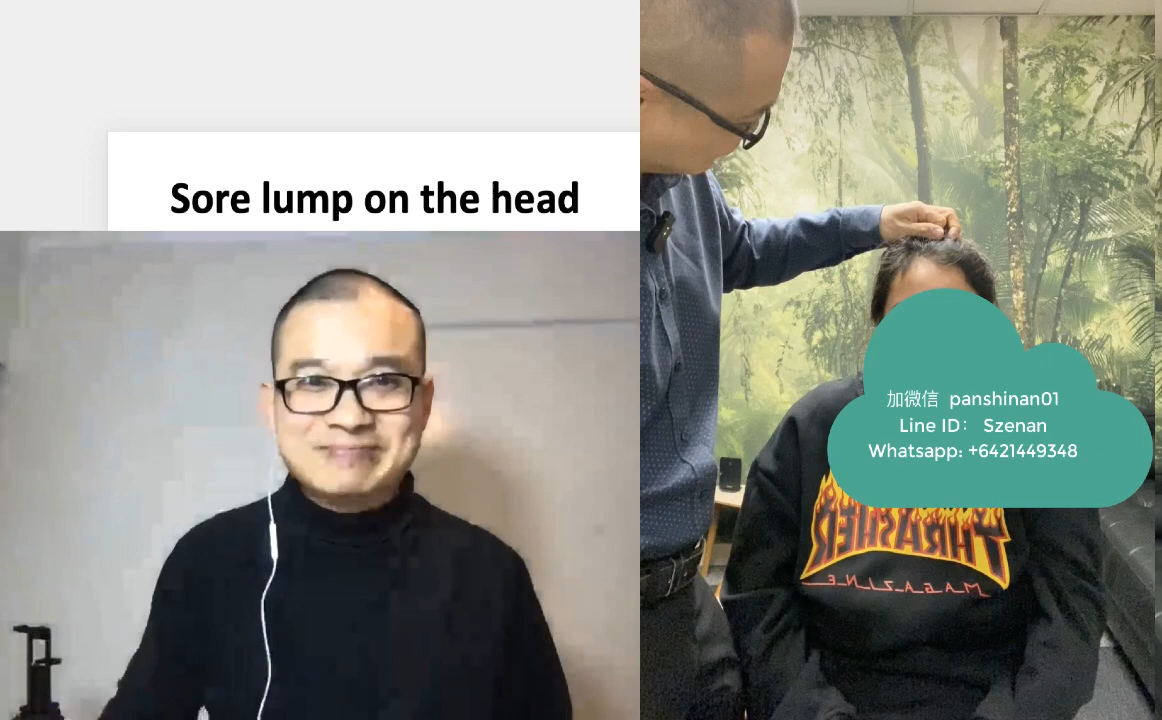 Sore lump on the head
加微信 panshinan01
Line ID： Szenan
Whatsapp: +6421449348
THRASHER
MAGAZINE